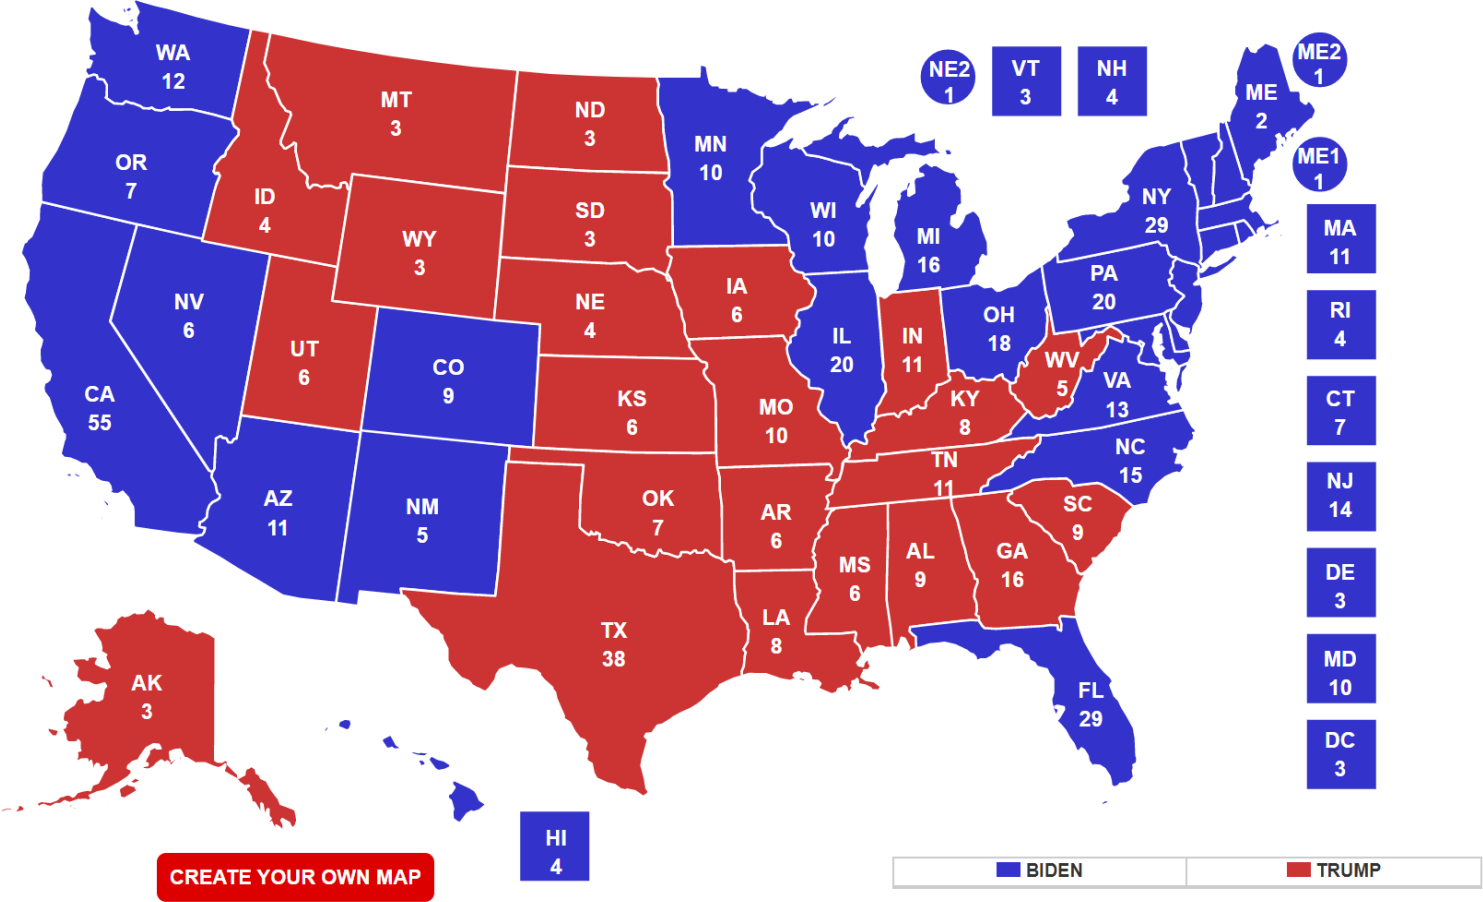 WA
12
OR
7
CA
55
NV
6
ID
4
MT
3
WY
3
UT
6
CO
9
AZ
11
NM
5
ND
3
SD
3
NE
4
KS
6
OK
7
TX
38
MN
10
IA
6
MO
10
AR
6
LA
8
WI
10
IL
20
MI
16
IN
11
OH
18
KY
8
TN
11
MS
6
AL
9
GA
16
FL
29
SC
9
NC
15
VA
13
WV
5
PA
20
NY
29
ME
2
NE2
1
VT
3
NH
4
ME2
1
ME1
1
MA
11
RI
4
CT
7
NJ
14
DE
3
MD
10
DC
3
AK
3
HI
4
CREATE YOUR OWN MAP
BIDEN
TRUMP